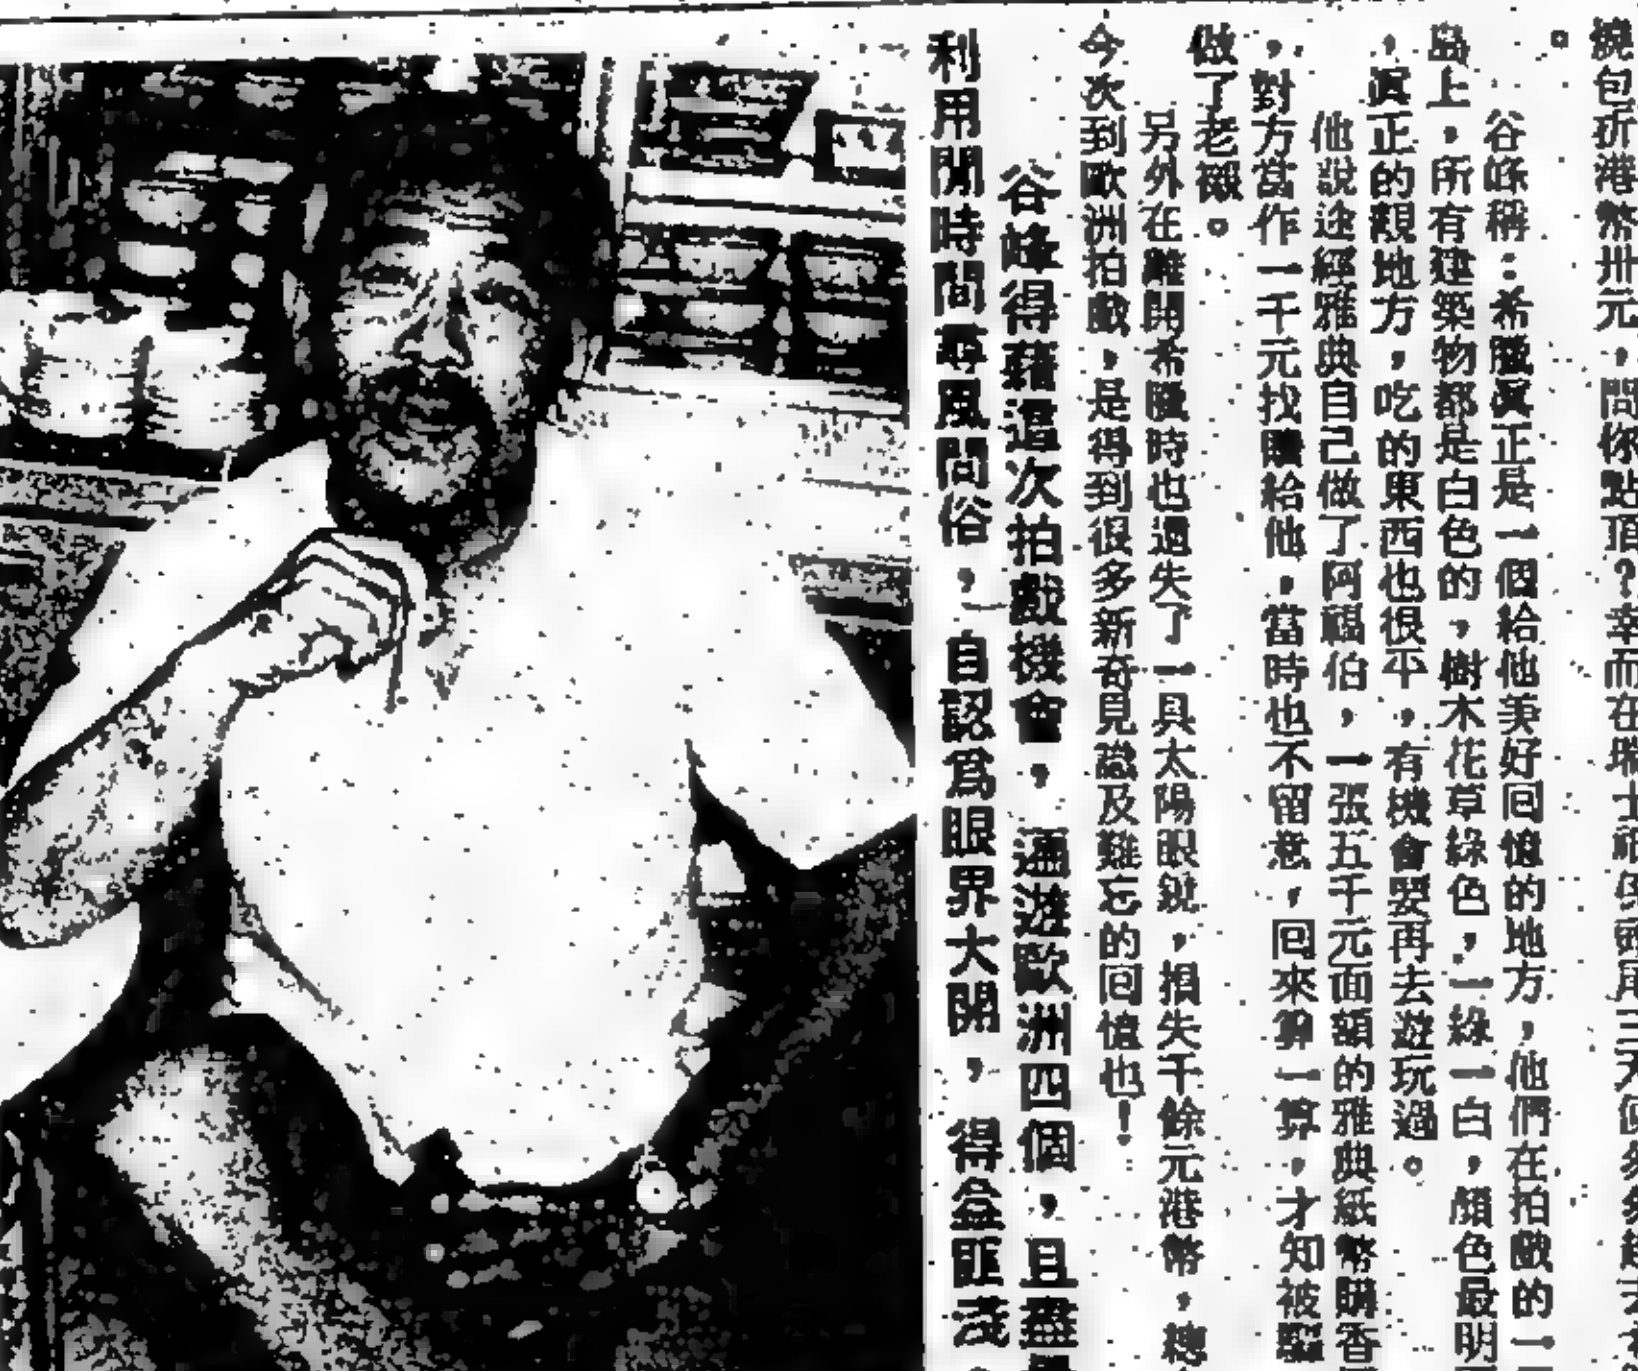 燒包折港幣卅元，問你點頂？幸而在瑞士
。
谷峰稱：希臘眞正是一個給他美好回憶的地方，他們在拍戲的一
島上，所有建築物都是白色的，樹木花草綠色，一綠一白，顏色最明
，眞正的靚地方，吃的東西也很平，有機會要再去遊玩過。
他說途經雅典自己做了阿福伯，一張五千元面額的雅典紙幣購香
，對方當作一千元找贖給他，當時也不留意，回來算一算，才知被騙
做了老襯。
另外在離開希臘時也遺失了一具太陽眼鏡，損失千餘元港幣，總
今次到歐洲拍戲，是得到很多新奇見識及難忘的回憶也！
谷峰得藉這次拍戲機會，遍遊歐洲四個，且盡
利用閒時間尋風問俗，自認爲眼界大開，得益匪淺